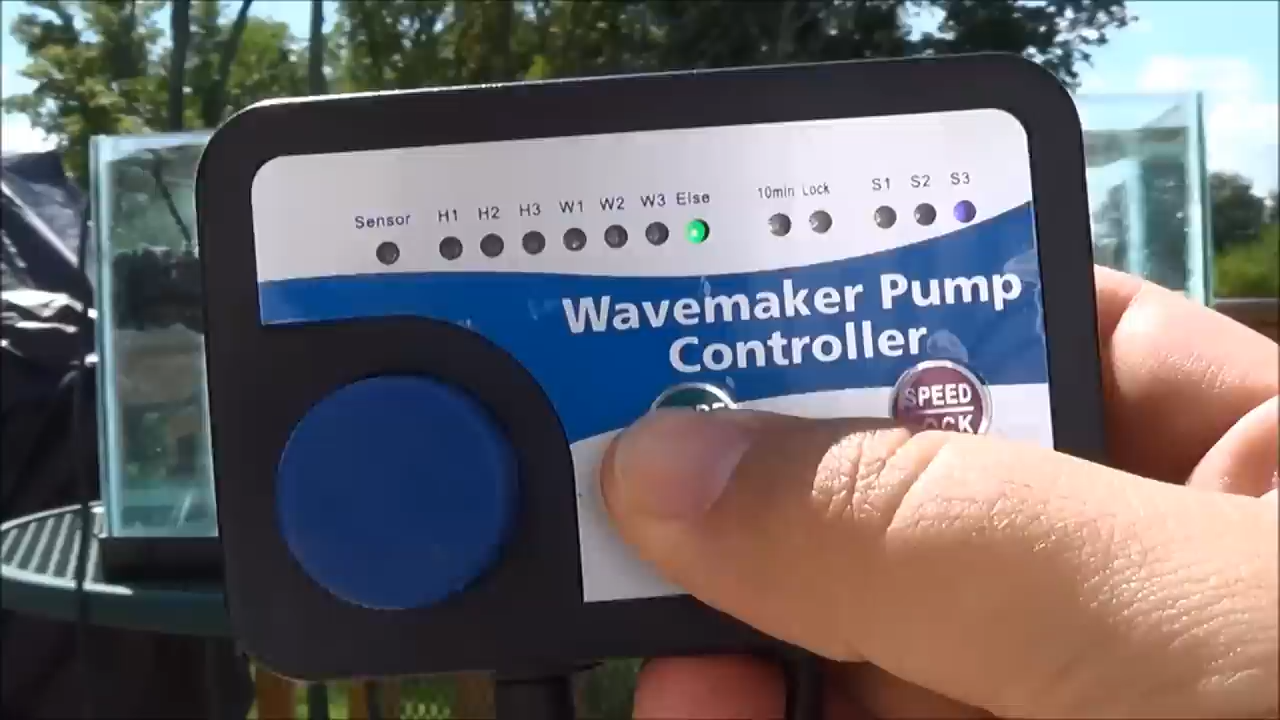 Sensor H1 H2 H3 W1 W2 W3 Else 10min Lock S1 S2 S3
Wavemaker Pump
Controller
SPEED